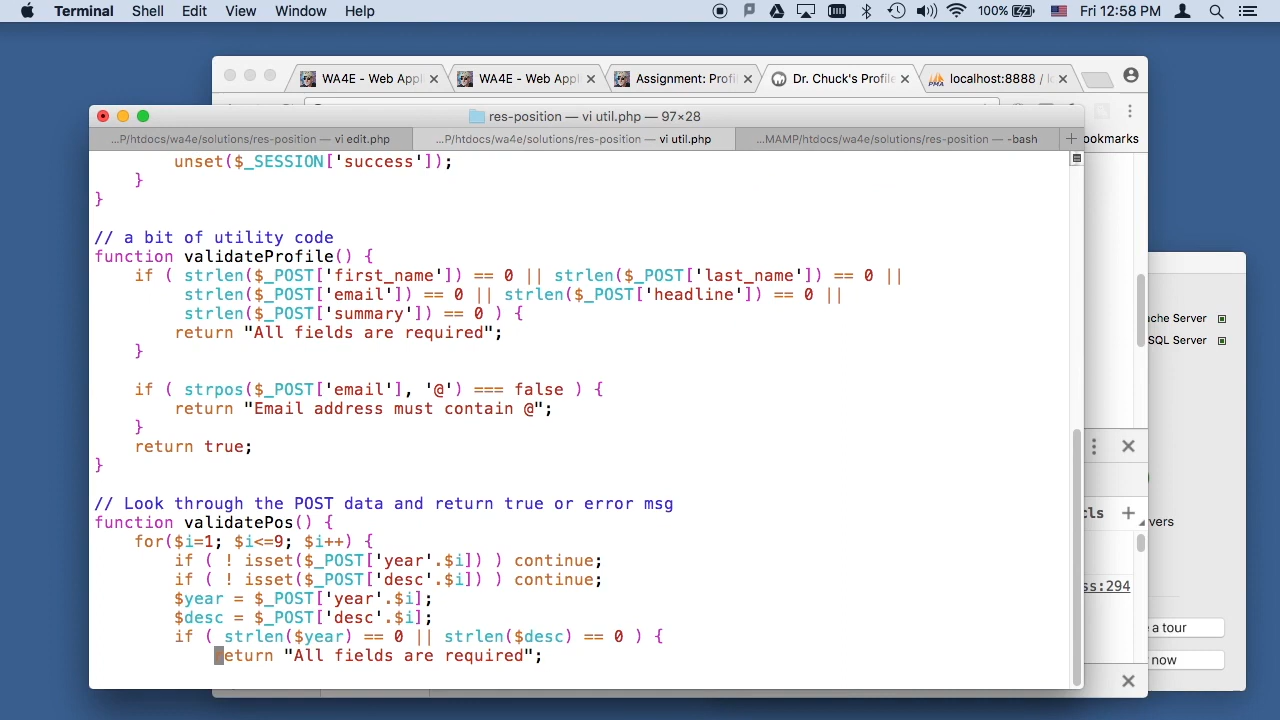 Terminal Shell Edit View Window Help 100% Fri 12:58 PM
WA4E - Web Appl WA4E - Web Appl Assignment: Profi Dr. Chuck's Profile localhost:8888 / lo
res-position — vi util.php — 97×28
...P/htdocs/wa4e/solutions/res-position — vi edit.php ...P/htdocs/wa4e/solutions/res-position — vi util.php ...MAMP/htdocs/wa4e/solutions/res-position — -bash ookmarks
unset($_SESSION['success']);
}
}
// a bit of utility code
function validateProfile() {
if ( strlen($_POST['first_name']) == 0 || strlen($_POST['last_name']) == 0 ||
strlen($_POST['email']) == 0 || strlen($_POST['headline']) == 0 ||
strlen($_POST['summary']) == 0 ) {
return "All fields are required";
}
if ( strpos($_POST['email'], '@') === false ) {
return "Email address must contain @";
}
return true;
}
// Look through the POST data and return true or error msg
function validatePos() {
for($i=1; $i<=9; $i++) {
if ( ! isset($_POST['year'.$i]) ) continue;
if ( ! isset($_POST['desc'.$i]) ) continue;
$year = $_POST['year'.$i];
$desc = $_POST['desc'.$i];
if ( strlen($year) == 0 || strlen($desc) == 0 ) {
return "All fields are required";
che Server
SQL Server
cls
vers
ss:294
a tour
now